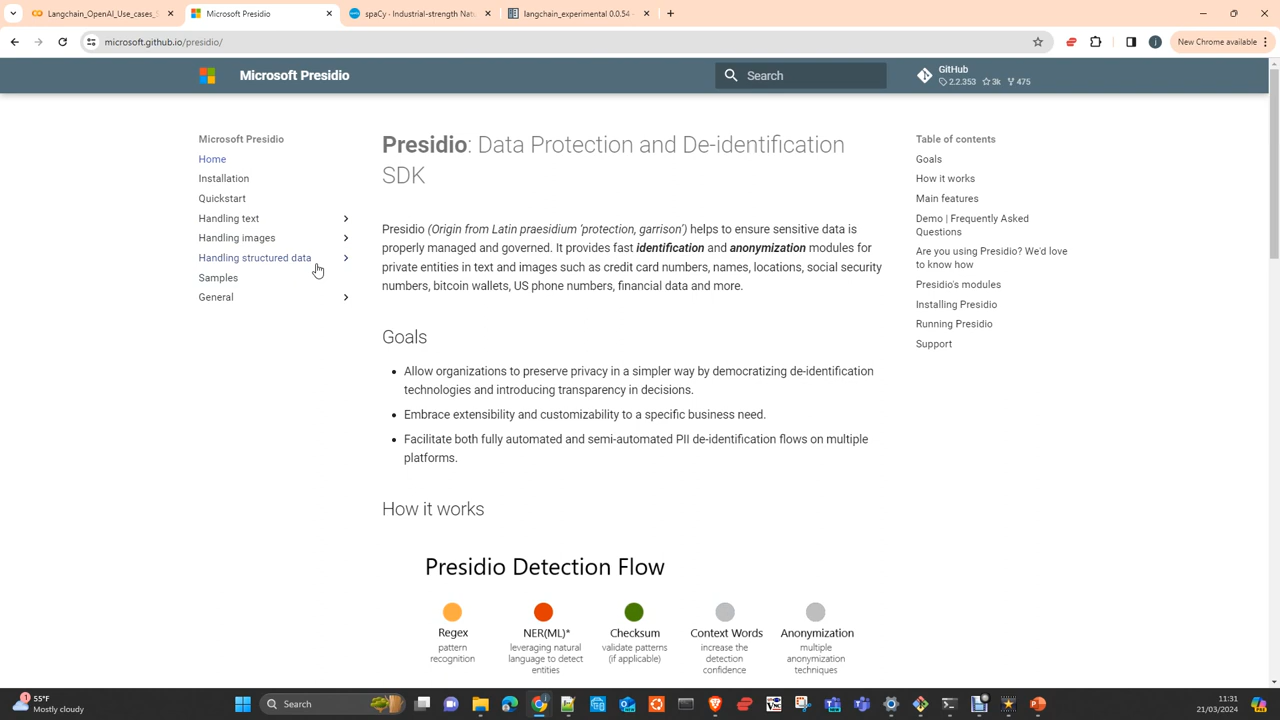 Langchain_OpenAI_Use_cases_
Microsoft Presidio
spaCy - Industrial-strength Natu
langchain_experimental 0.0.54 -
microsoft.github.io/presidio/
New Chrome available
Microsoft Presidio
Search
GitHub
2.2.353 3k 475
Microsoft Presidio
Home
Installation
Quickstart
Handling text
Handling images
Handling structured data
Samples
General
Presidio: Data Protection and De-identification
SDK
Presidio (Origin from Latin praesidium 'protection, garrison') helps to ensure sensitive data is
properly managed and governed. It provides fast identification and anonymization modules for
private entities in text and images such as credit card numbers, names, locations, social security
numbers, bitcoin wallets, US phone numbers, financial data and more.
Goals
• Allow organizations to preserve privacy in a simpler way by democratizing de-identification
technologies and introducing transparency in decisions.
• Embrace extensibility and customizability to a specific business need.
• Facilitate both fully automated and semi-automated PII de-identification flows on multiple
platforms.
How it works
Presidio Detection Flow
Regex
pattern
recognition
NER(ML)*
leveraging natural
language to detect
entities
Checksum
validate patterns
(if applicable)
Context Words
increase the
detection
confidence
Anonymization
multiple
anonymization
techniques
Table of contents
Goals
How it works
Main features
Demo | Frequently Asked
Questions
Are you using Presidio? We'd love
to know how
Presidio's modules
Installing Presidio
Running Presidio
Support
1
55°F
Mostly cloudy
Search
11:31
21/03/2024